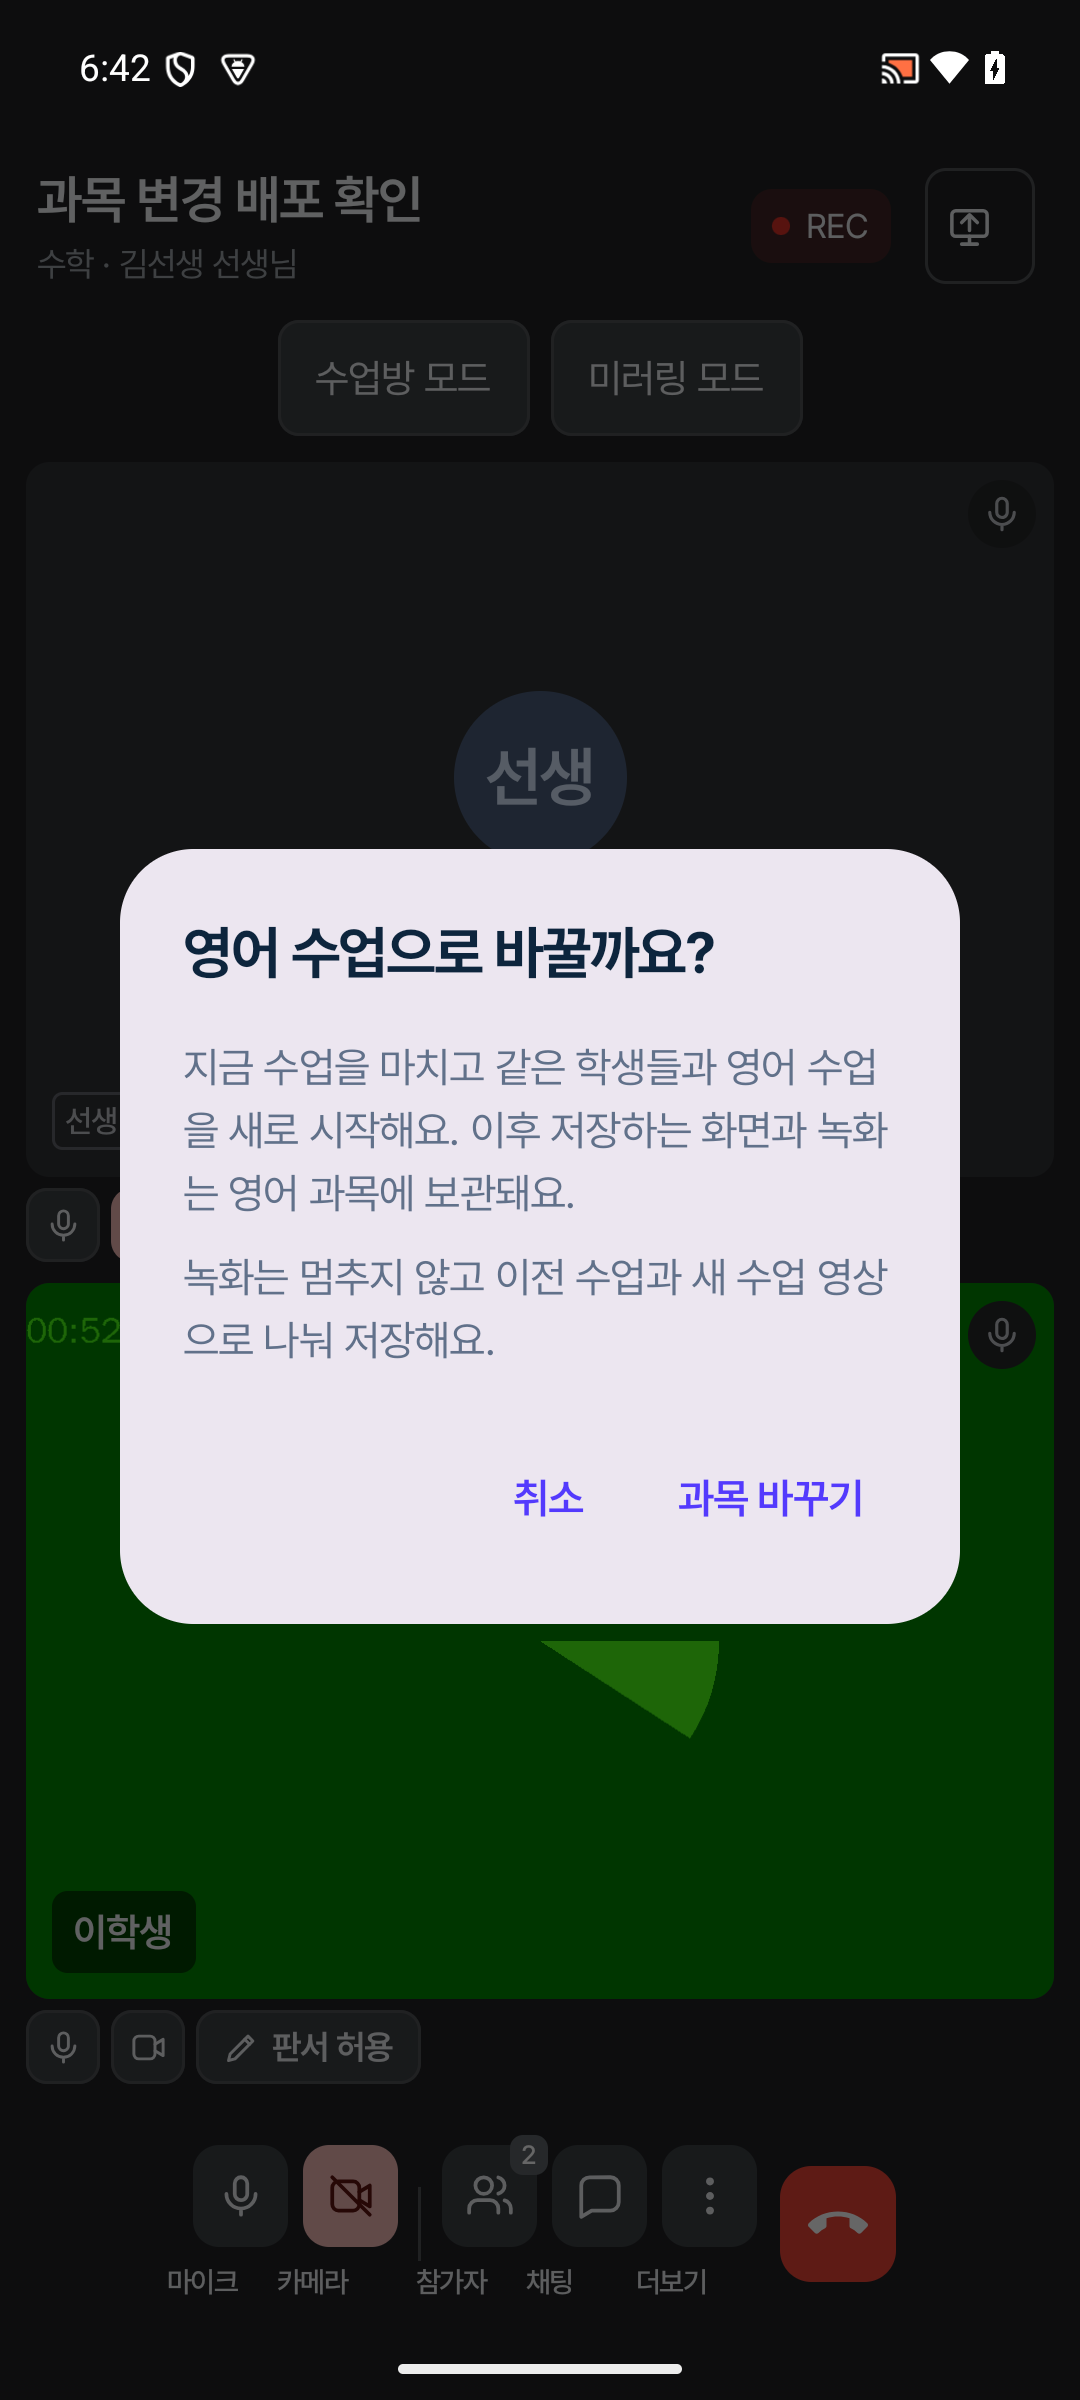 6:42
과목 변경 배포 확인
수학 · 김선생 선생님
REC
수업방 모드
미러링 모드
선생
영어 수업으로 바꿀까요?
지금 수업을 마치고 같은 학생들과 영어 수업
을 새로 시작해요. 이후 저장하는 화면과 녹화
는 영어 과목에 보관돼요.
녹화는 멈추지 않고 이전 수업과 새 수업 영상
으로 나눠 저장해요.
취소
과목 바꾸기
선생
00:52
이학생
판서 허용
2
마이크
카메라
참가자
채팅
더보기